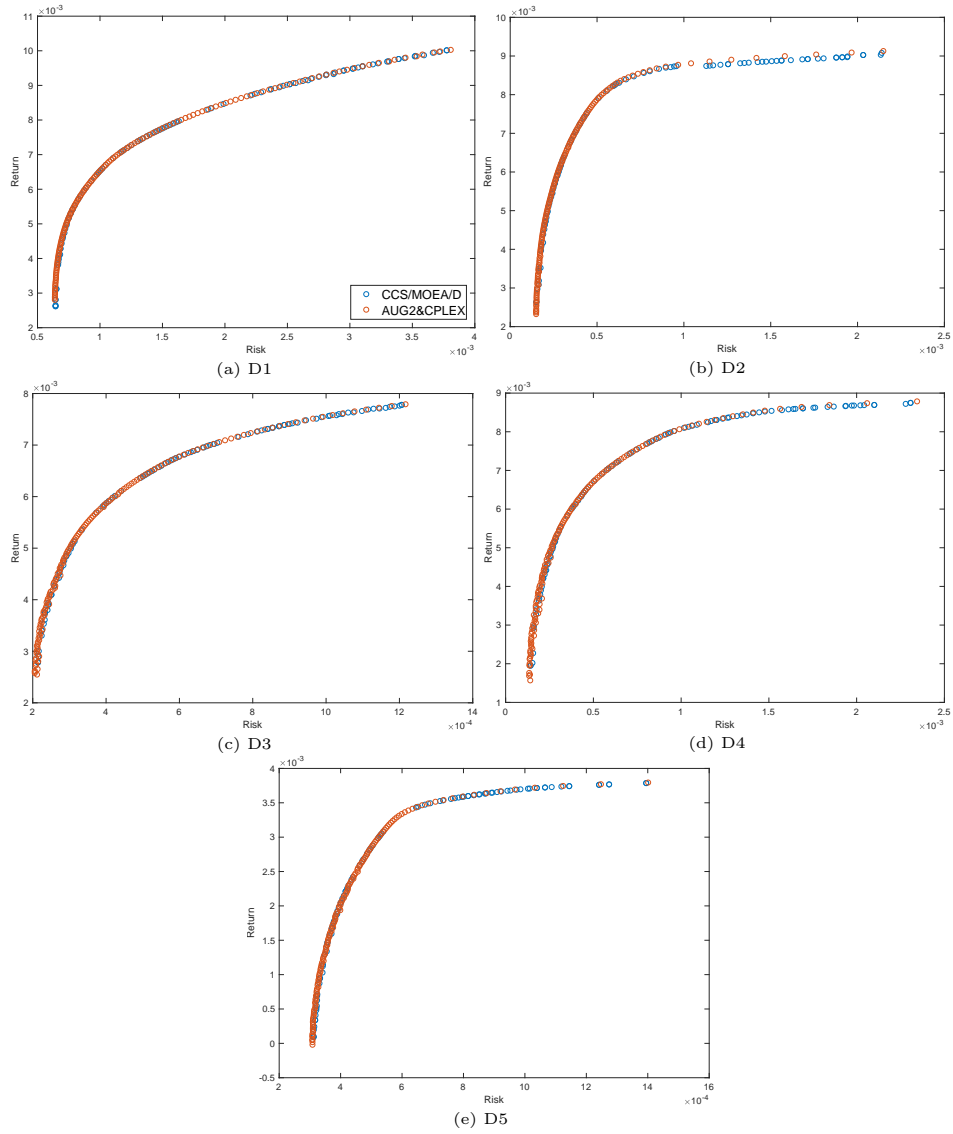 ×10⁻³
11
10
9
8
7
6
5
4
3
2
Return
0.5 1 1.5 2 2.5 3 3.5 4
Risk ×10⁻³
CCS/MOEA/D
AUG2&CPLEX
(a) D1
×10⁻³
10
9
8
7
6
5
4
3
2
Return
0 0.5 1 1.5 2 2.5
Risk ×10⁻³
(b) D2
×10⁻³
8
7
6
5
4
3
2
Return
2 4 6 8 10 12 14
Risk ×10⁻⁴
(c) D3
×10⁻³
9
8
7
6
5
4
3
2
1
Return
0 0.5 1 1.5 2 2.5
Risk ×10⁻³
(d) D4
×10⁻³
4
3.5
3
2.5
2
1.5
1
0.5
0
-0.5
Return
2 4 6 8 10 12 14 16
Risk ×10⁻⁴
(e) D5